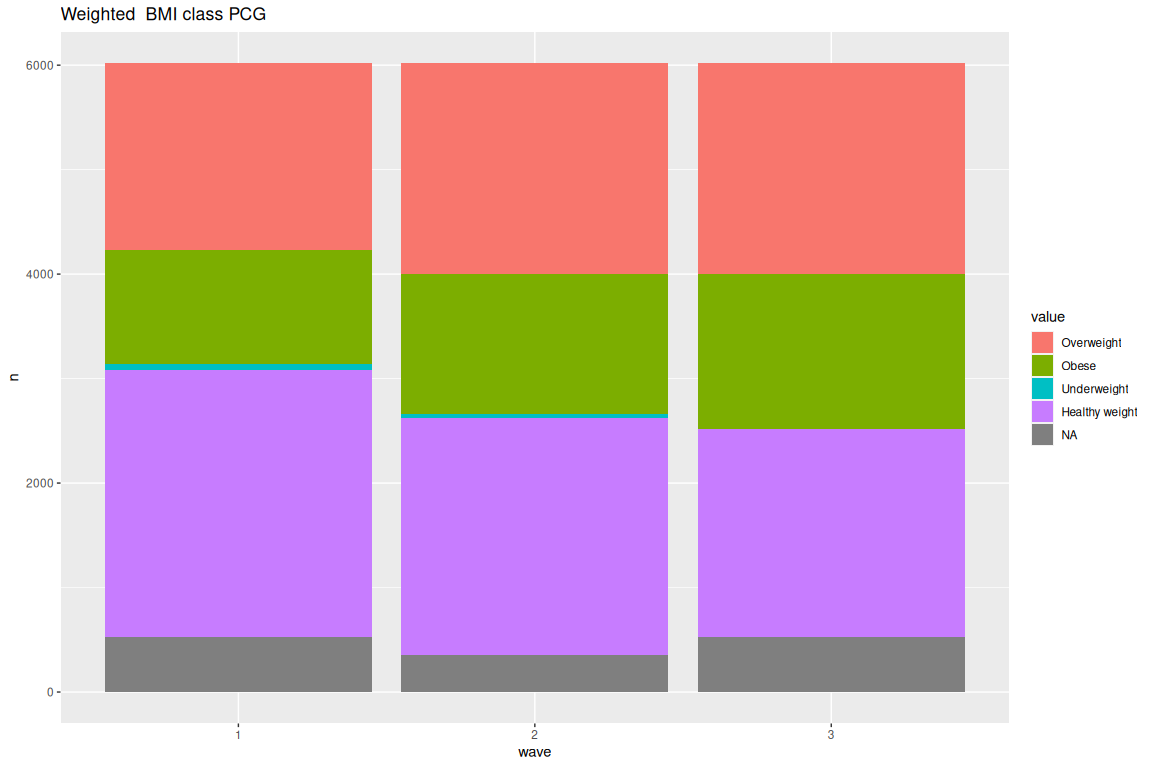 Weighted  BMI class PCG
n
6000
4000
2000
0
1
2
3
wave
value
Overweight
Obese
Underweight
Healthy weight
NA